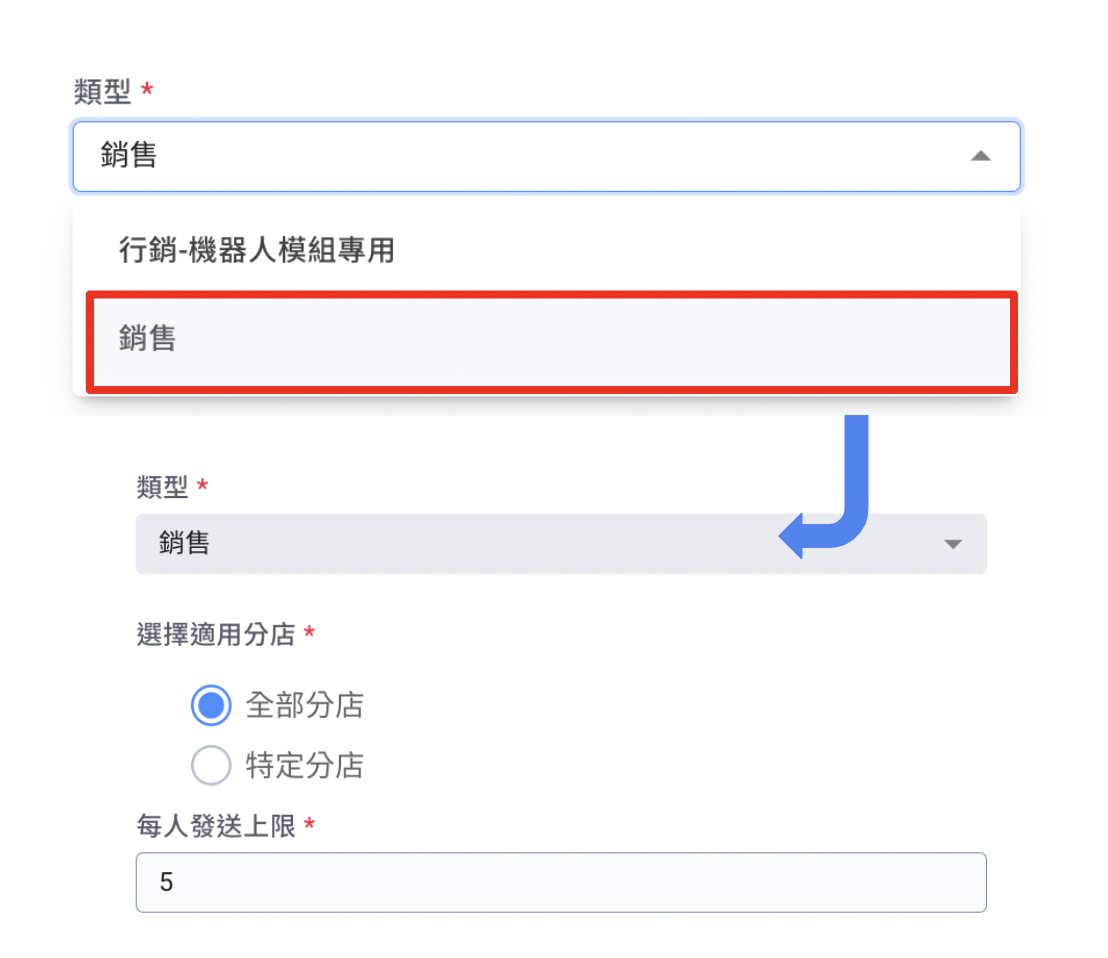 類型 *
銷售
行銷-機器人模組專用
銷售
類型 *
銷售
選擇適用分店 *
全部分店
特定分店
每人發送上限 *
5